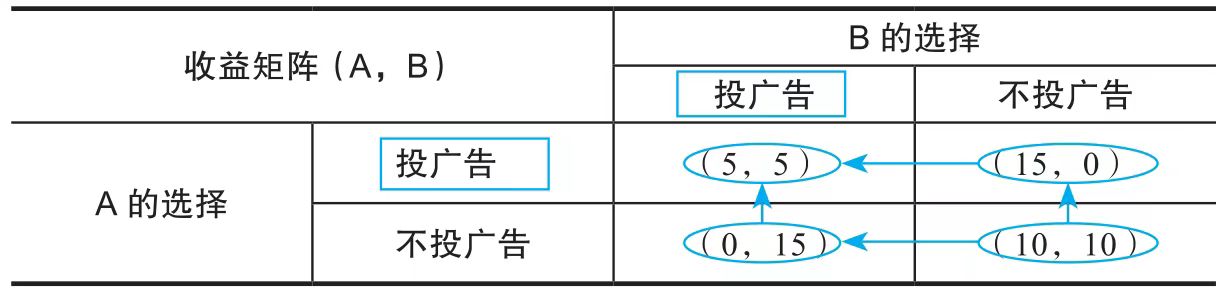 收益矩阵（A，B）
B 的选择
投广告
不投广告
A 的选择
投广告
（5，5）
（15，0）
不投广告
（0，15）
（10，10）